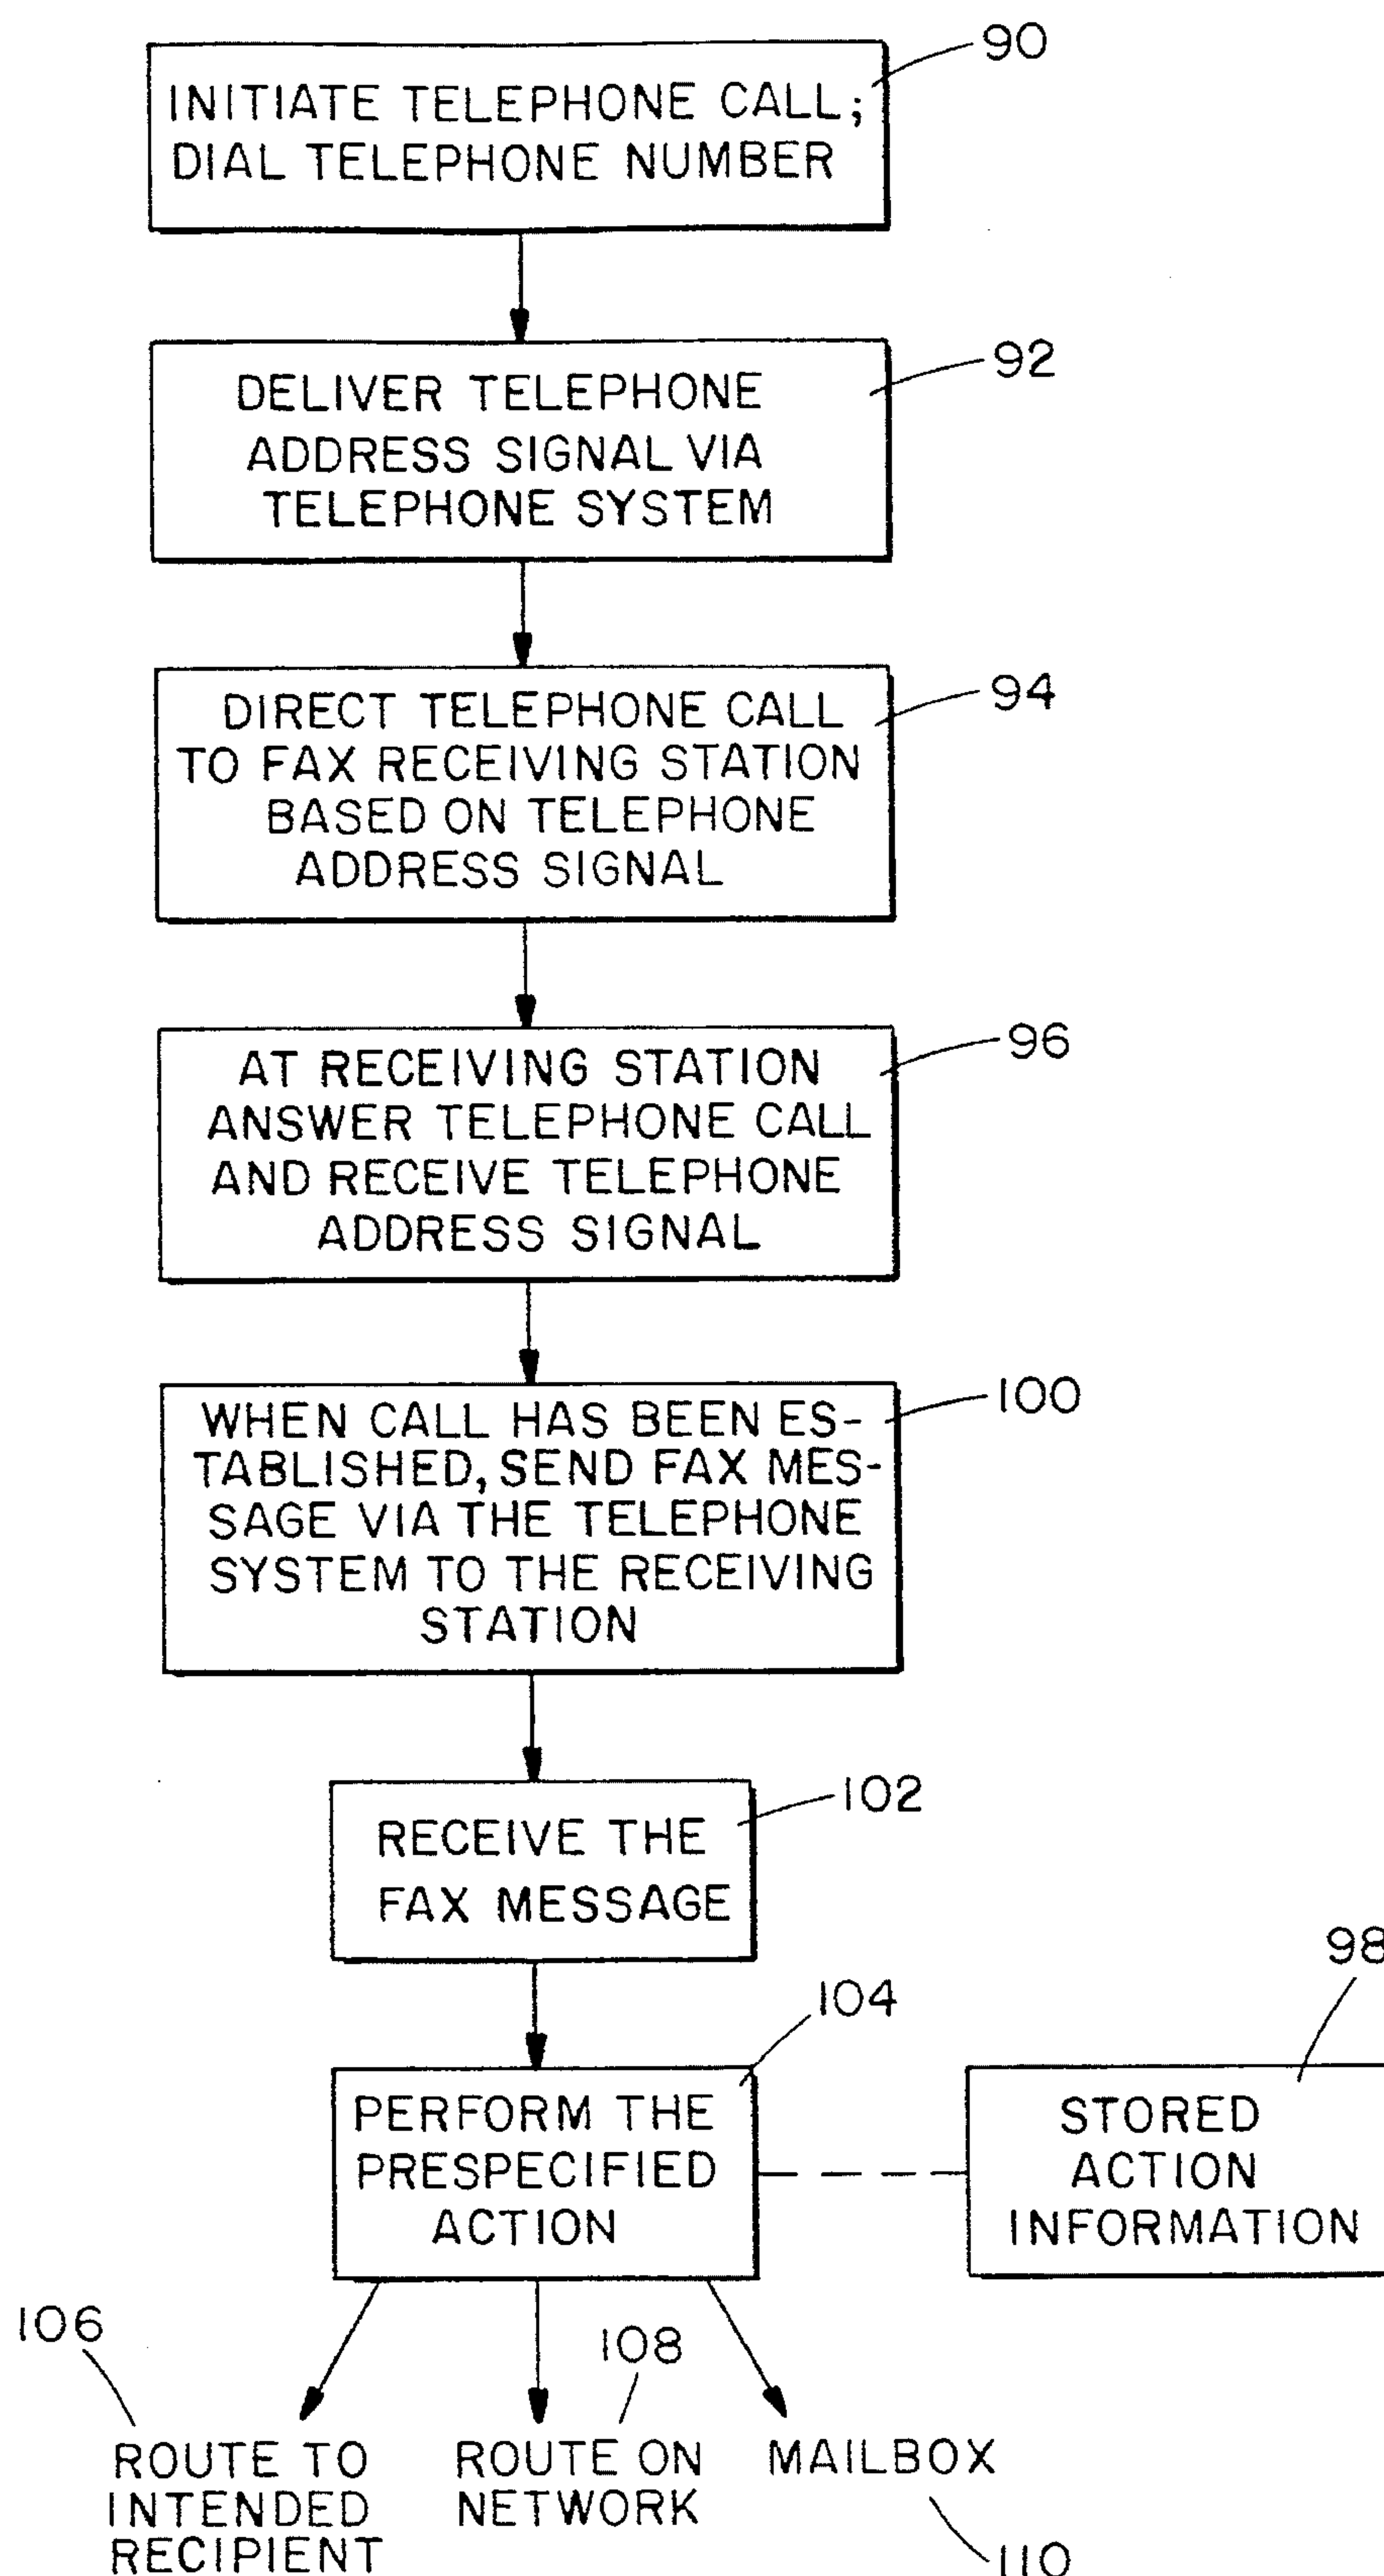 90
INITIATE TELEPHONE CALL;
DIAL TELEPHONE NUMBER
92
DELIVER TELEPHONE
ADDRESS SIGNAL VIA
TELEPHONE SYSTEM
94
DIRECT TELEPHONE CALL
TO FAX RECEIVING STATION
BASED ON TELEPHONE
ADDRESS SIGNAL
96
AT RECEIVING STATION
ANSWER TELEPHONE CALL
AND RECEIVE TELEPHONE
ADDRESS SIGNAL
100
WHEN CALL HAS BEEN ES-
TABLISHED, SEND FAX MES-
SAGE VIA THE TELEPHONE
SYSTEM TO THE RECEIVING
STATION
102
RECEIVE THE
FAX MESSAGE
104
PERFORM THE
PRESPECIFIED
ACTION
98
STORED
ACTION
INFORMATION
106
ROUTE TO
INTENDED
RECIPIENT
108
ROUTE ON
NETWORK
MAILBOX
110